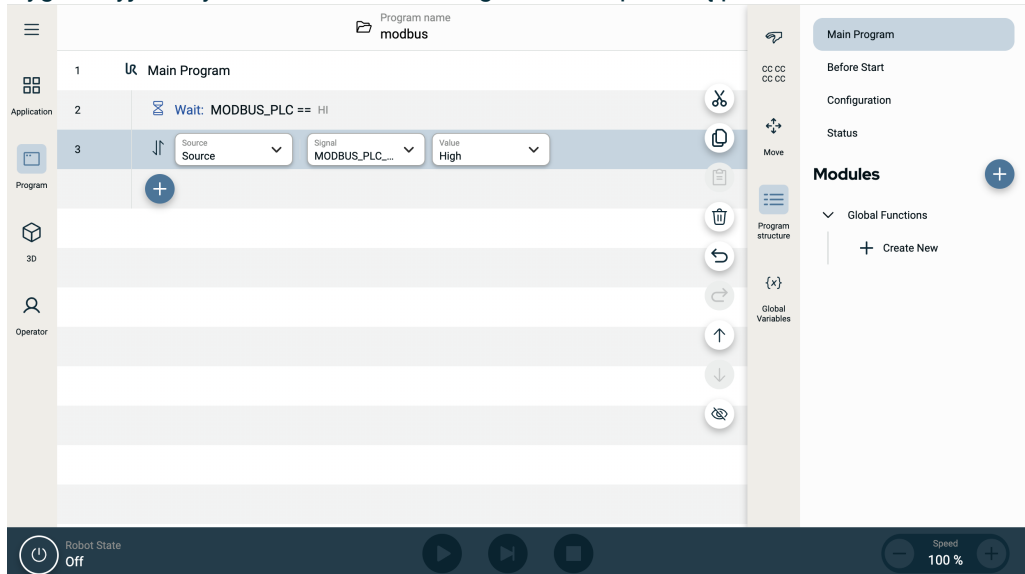 Program name
modbus
Main Program
CC CC
CC CC
Before Start
1
Main Program
Application
2
Wait: MODBUS_PLC == HI
Configuration
Move
Status
3
Source
Source
Signal
MODBUS_PLC_...
Value
High
Program
Modules
Program
structure
Global Functions
Create New
3D
{x}
Global
Variables
Operator
Robot State
Off
Speed
100 %